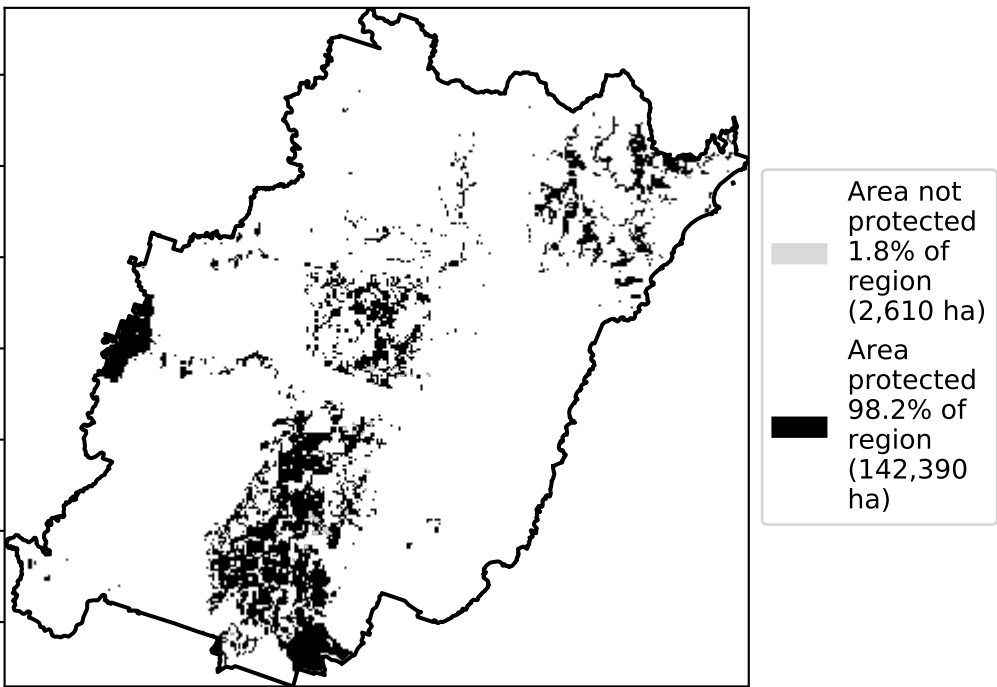 Area not
protected
1.8% of
region
(2,610 ha)
Area
protected
98.2% of
region
(142,390
ha)